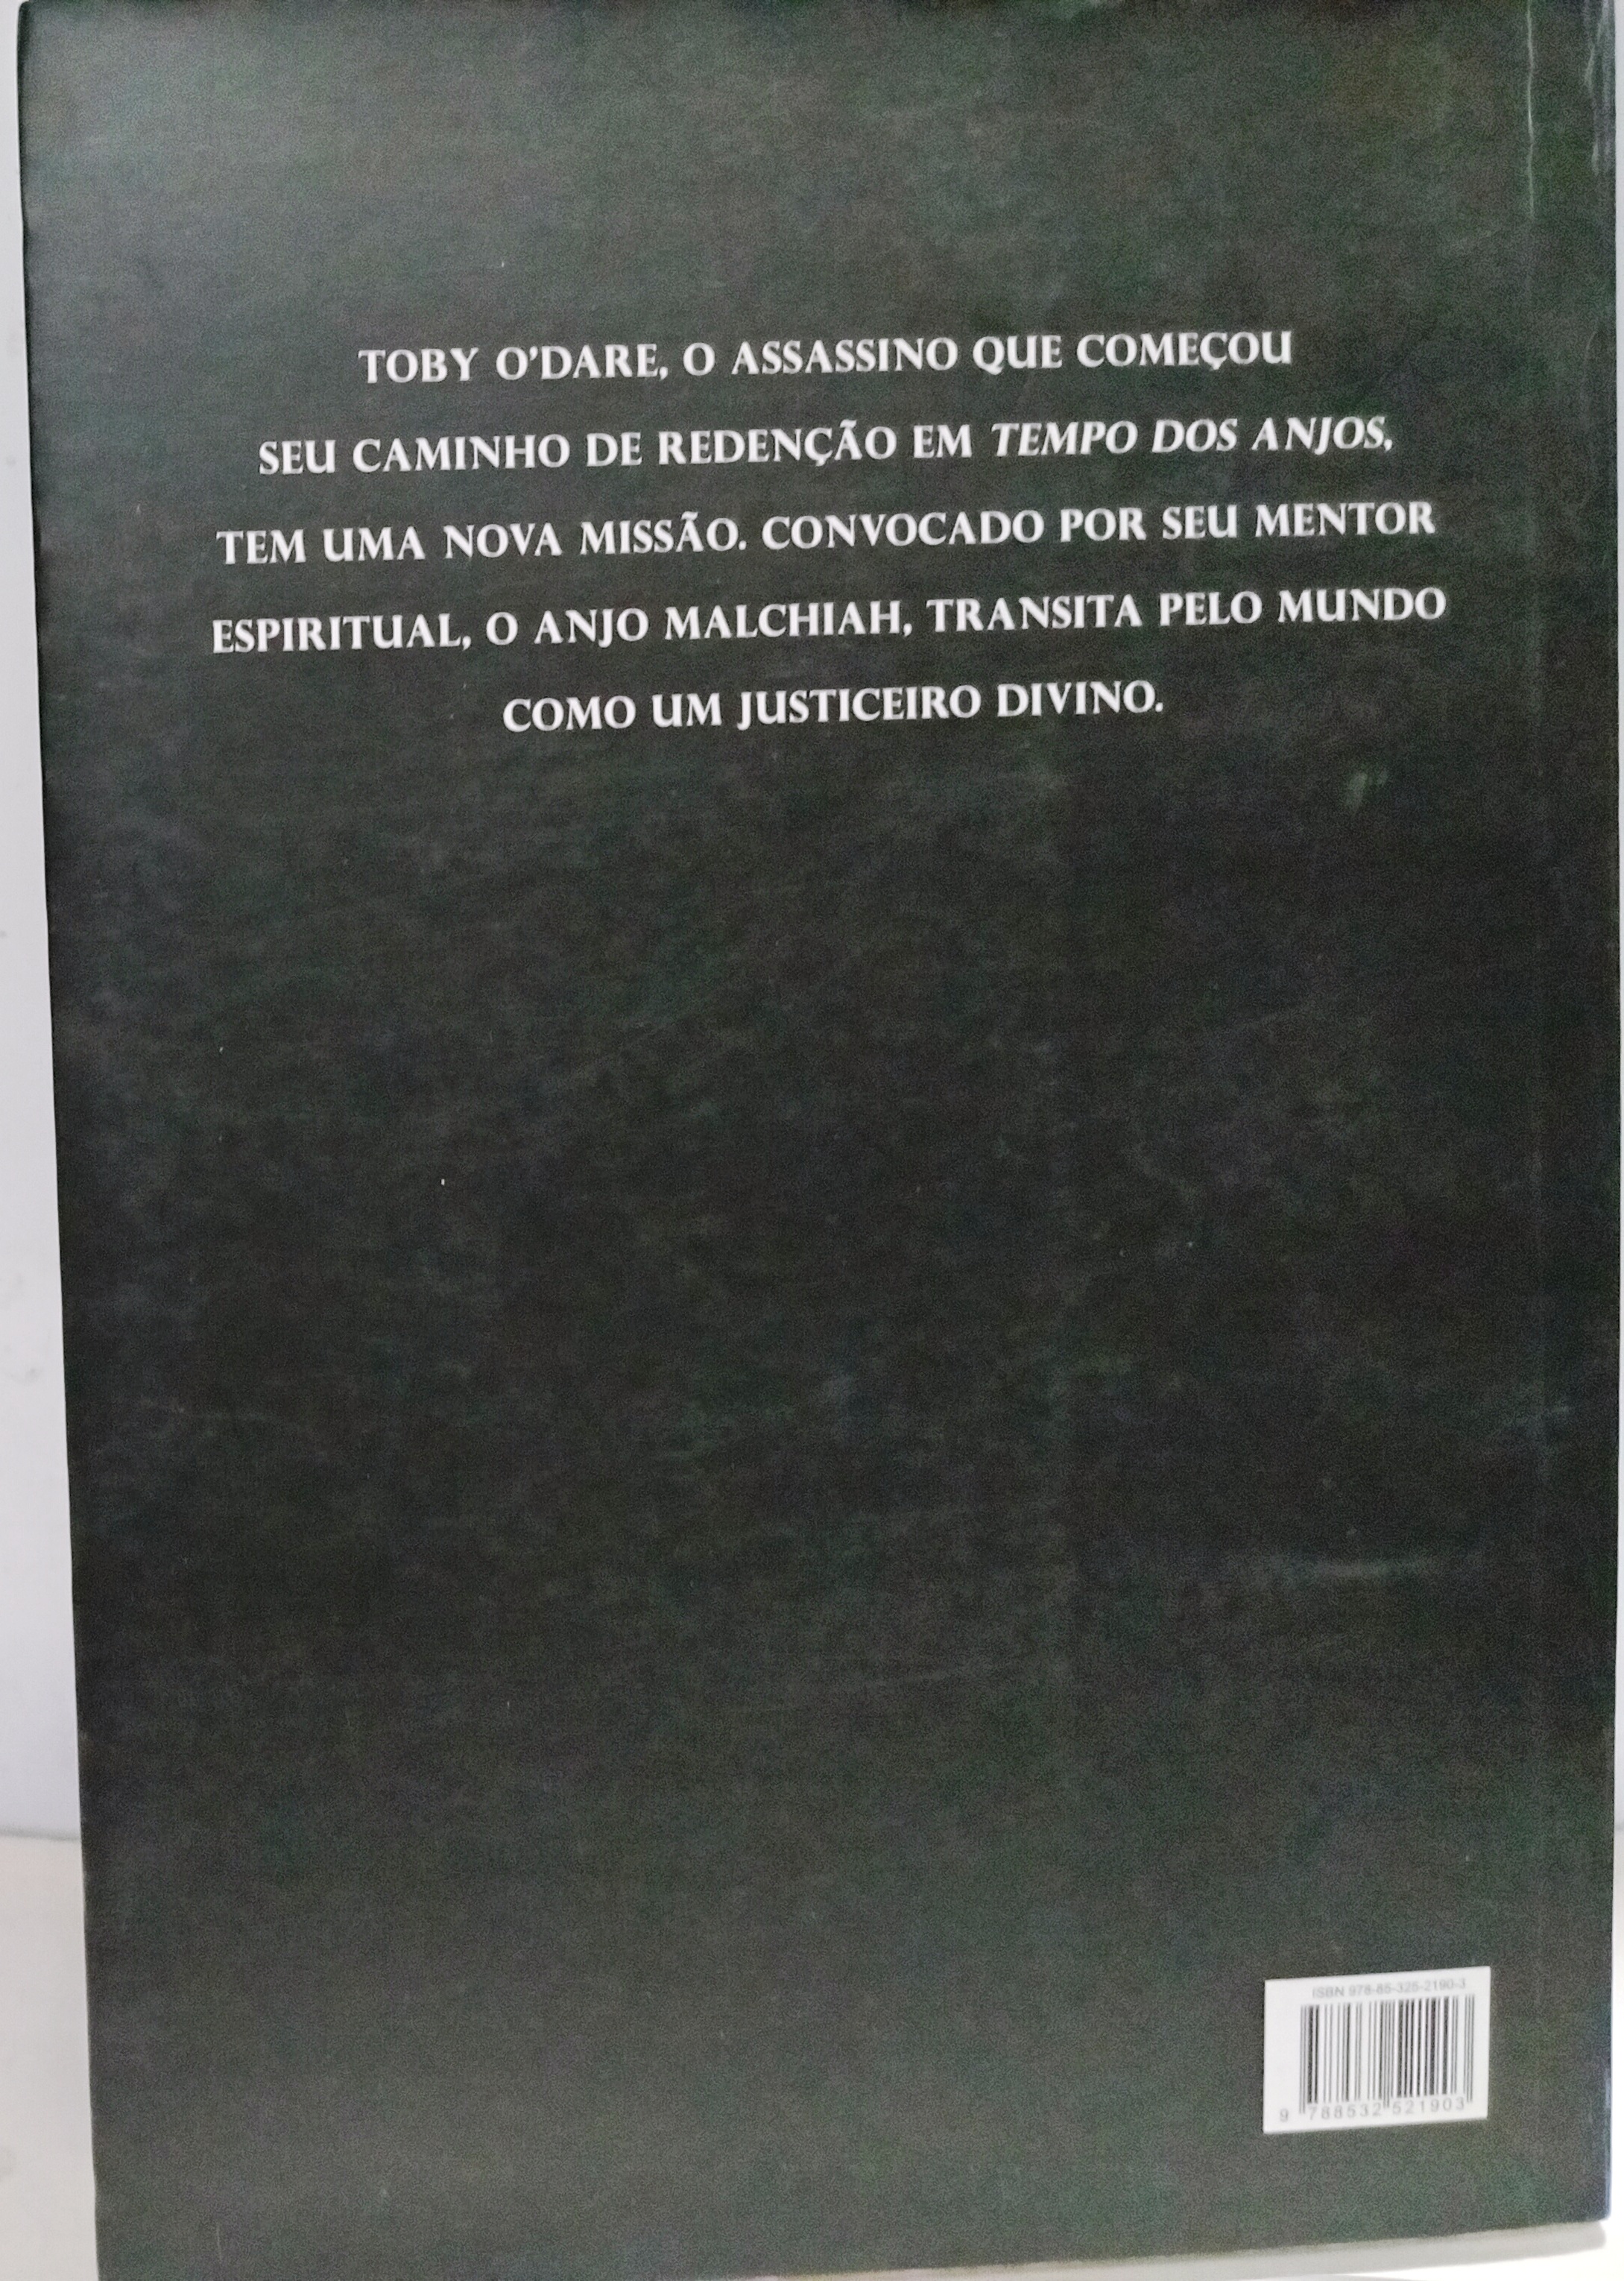 TOBY O'DARE, O ASSASSINO QUE COMEÇOU
SEU CAMINHO DE REDENÇÃO EM TEMPO DOS ANJOS,
TEM UMA NOVA MISSÃO. CONVOCADO POR SEU MENTOR
ESPIRITUAL, O ANJO MALCHIAH, TRANSITA PELO MUNDO
COMO UM JUSTICEIRO DIVINO.
ISBN 978-85-325-2190-3
9 788532 521903